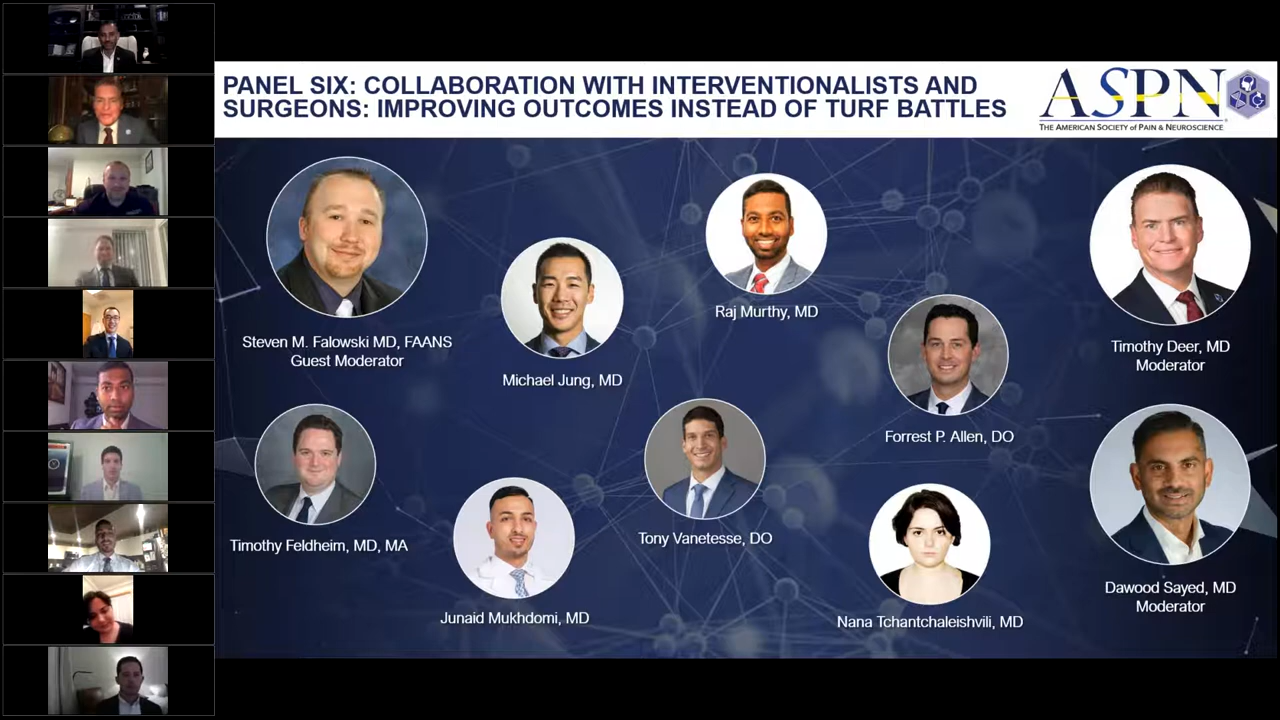 PANEL SIX: COLLABORATION WITH INTERVENTIONALISTS AND
SURGEONS: IMPROVING OUTCOMES INSTEAD OF TURF BATTLES
ASPN
THE AMERICAN SOCIETY of PAIN & NEUROSCIENCE
Steven M. Falowski MD, FAANS
Guest Moderator
Michael Jung, MD
Raj Murthy, MD
Forrest P. Allen, DO
Timothy Deer, MD
Moderator
Timothy Feldheim, MD, MA
Junaid Mukhdomi, MD
Tony Vanetesse, DO
Nana Tchantchaleishvili, MD
Dawood Sayed, MD
Moderator